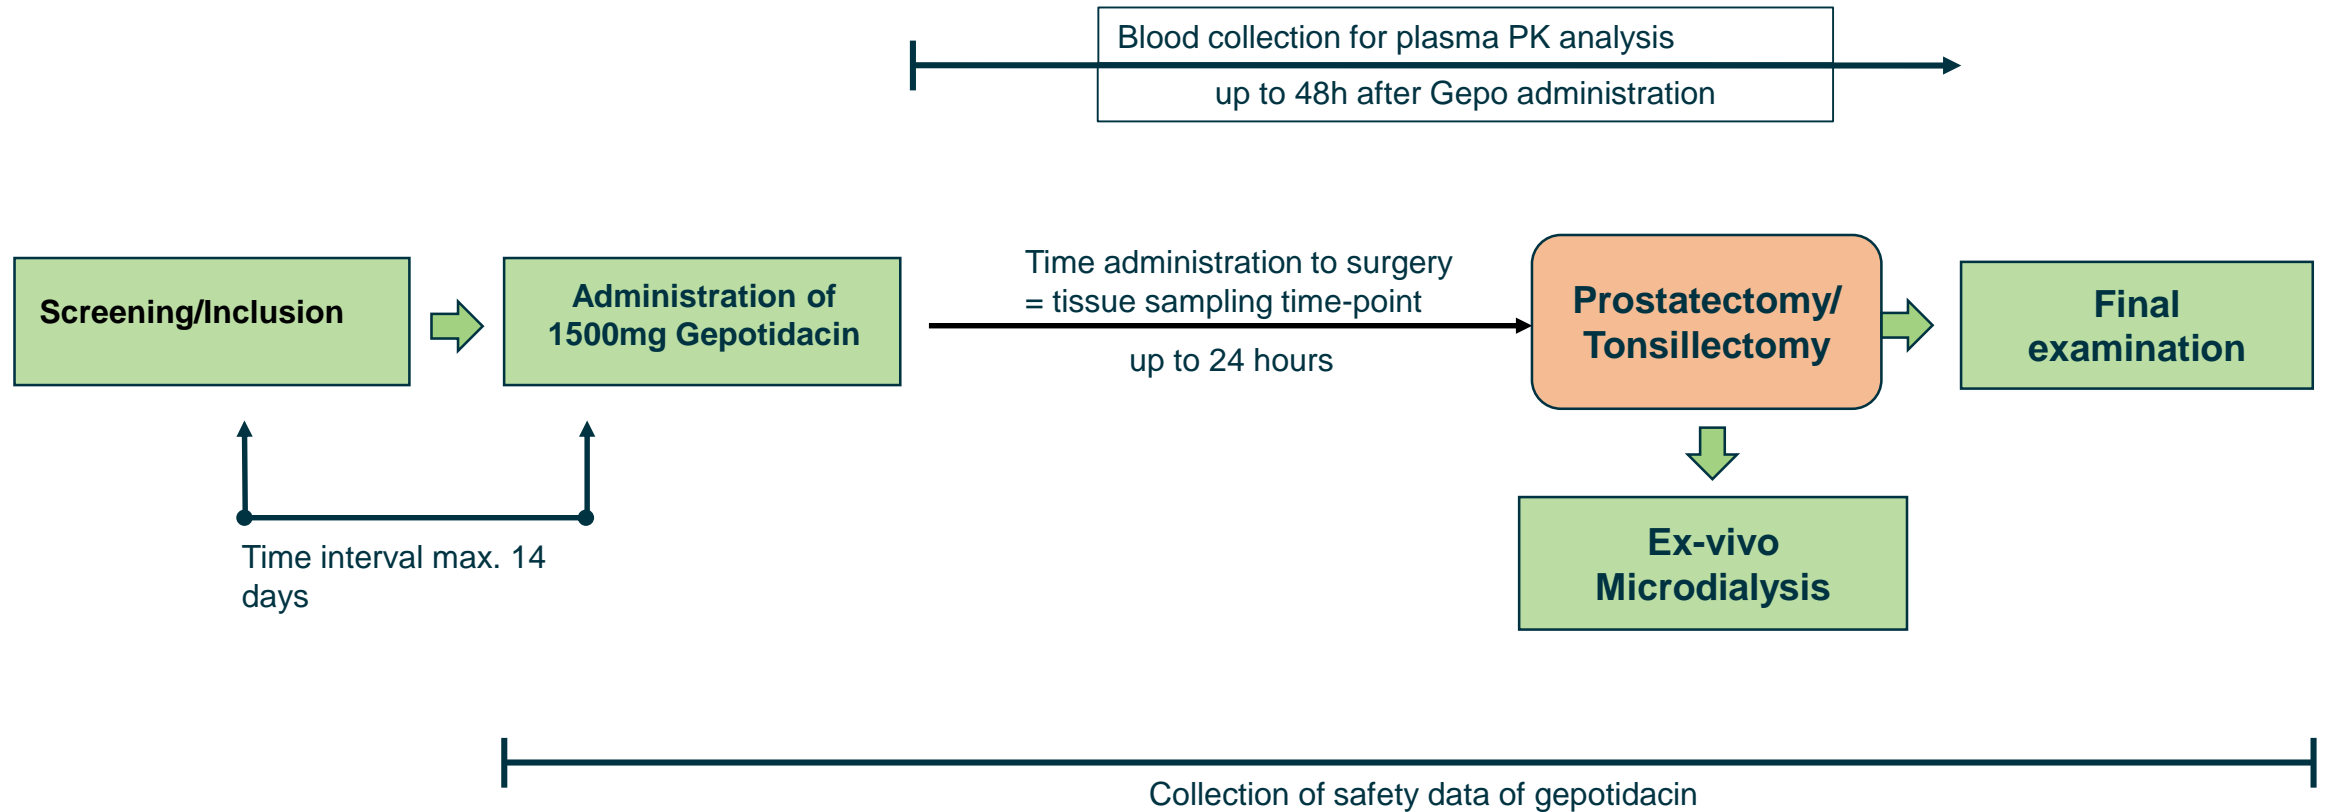 Blood collection for plasma PK analysis
up to 48h after Gepo administration
Screening/Inclusion
Administration of
1500mg Gepotidacin
Time administration to surgery
= tissue sampling time-point
up to 24 hours
Prostatectomy/
Tonsillectomy
Final
examination
Time interval max. 14
days
Ex-vivo
Microdialysis
Collection of safety data of gepotidacin